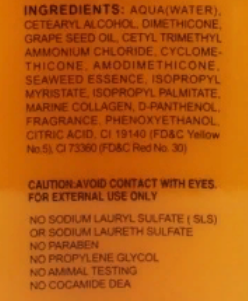 INGREDIENTS: AQUA(WATER),
CETEARYL ALCOHOL, DIMETHICONE,
GRAPE SEED OIL, CETYL TRIMETHYL
AMMONIUM CHLORIDE, CYCLOME-
THICONE, AMODIMETHICONE,
SEAWEED ESSENCE, ISOPROPYL
MYRISTATE, ISOPROPYL PALMITATE,
MARINE COLLAGEN, D-PANTHENOL,
FRAGRANCE, PHENOXYETHANOL,
CITRIC ACID, CI 19140 (FD&C Yellow
No.5), CI 73360 (FD&C Red No. 30)
CAUTION:AVOID CONTACT WITH EYES.
FOR EXTERNAL USE ONLY
NO SODIUM LAURYL SULFATE ( SLS)
OR SODIUM LAURETH SULFATE
NO PARABEN
NO PROPYLENE GLYCOL
NO AMIMAL TESTING
NO COCAMIDE DEA